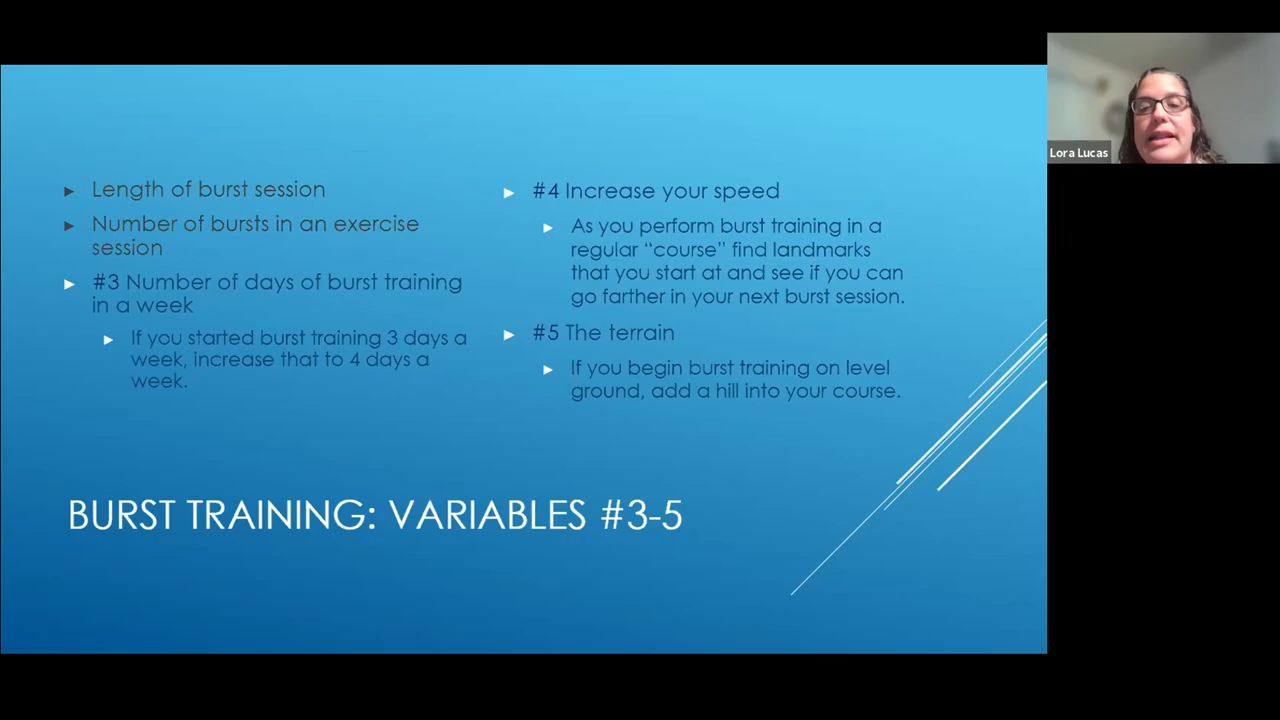 Length of burst session
Number of bursts in an exercise
session
#3 Number of days of burst training
in a week
If you started burst training 3 days a
week, increase that to 4 days a
week.
#4 Increase your speed
As you perform burst training in a
regular “course” find landmarks
that you start at and see if you can
go farther in your next burst session.
#5 The terrain
If you begin burst training on level
ground, add a hill into your course.
BURST TRAINING: VARIABLES #3-5
Lora Lucas